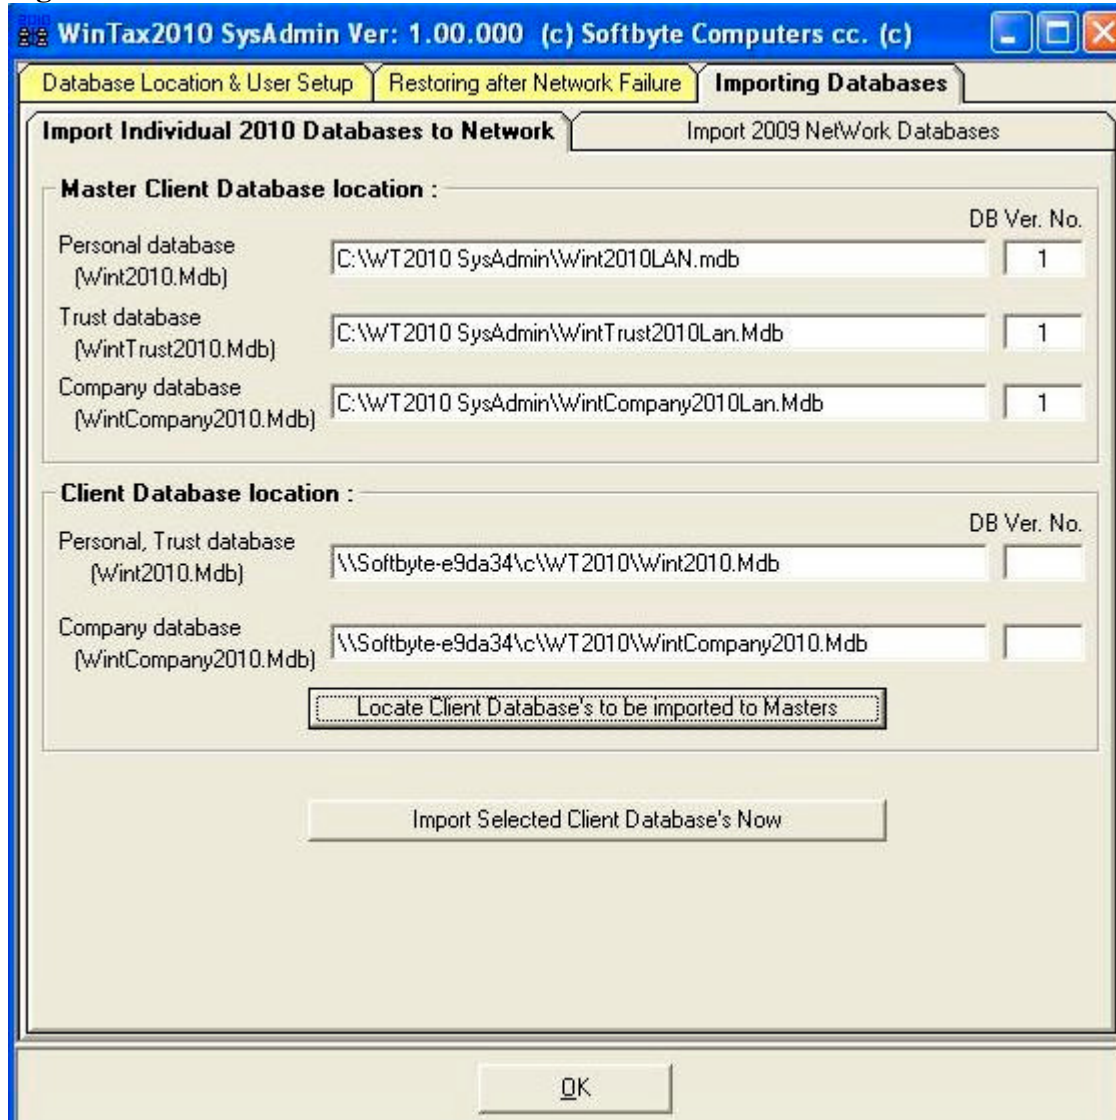 WinTax2010 SysAdmin Ver: 1.00.000 (c) Softbyte Computers cc. (c)
Database Location & User Setup Restoring after Network Failure Importing Databases
Import Individual 2010 Databases to Network Import 2009 NetWork Databases
Master Client Database location :
DB Ver. No.
Personal database
(Wint2010.Mdb)
C:\WT2010 SysAdmin\Wint2010LAN.mdb 1
Trust database
(WintTrust2010.Mdb)
C:\WT2010 SysAdmin\WintTrust2010Lan.Mdb 1
Company database
(WintCompany2010.Mdb)
C:\WT2010 SysAdmin\WintCompany2010Lan.Mdb 1
Client Database location :
DB Ver. No.
Personal, Trust database
(Wint2010.Mdb)
\\Softbyte-e9da34\c\WT2010\Wint2010.Mdb
Company database
(WintCompany2010.Mdb)
\\Softbyte-e9da34\c\WT2010\WintCompany2010.Mdb
Locate Client Database's to be imported to Masters
Import Selected Client Database's Now
OK